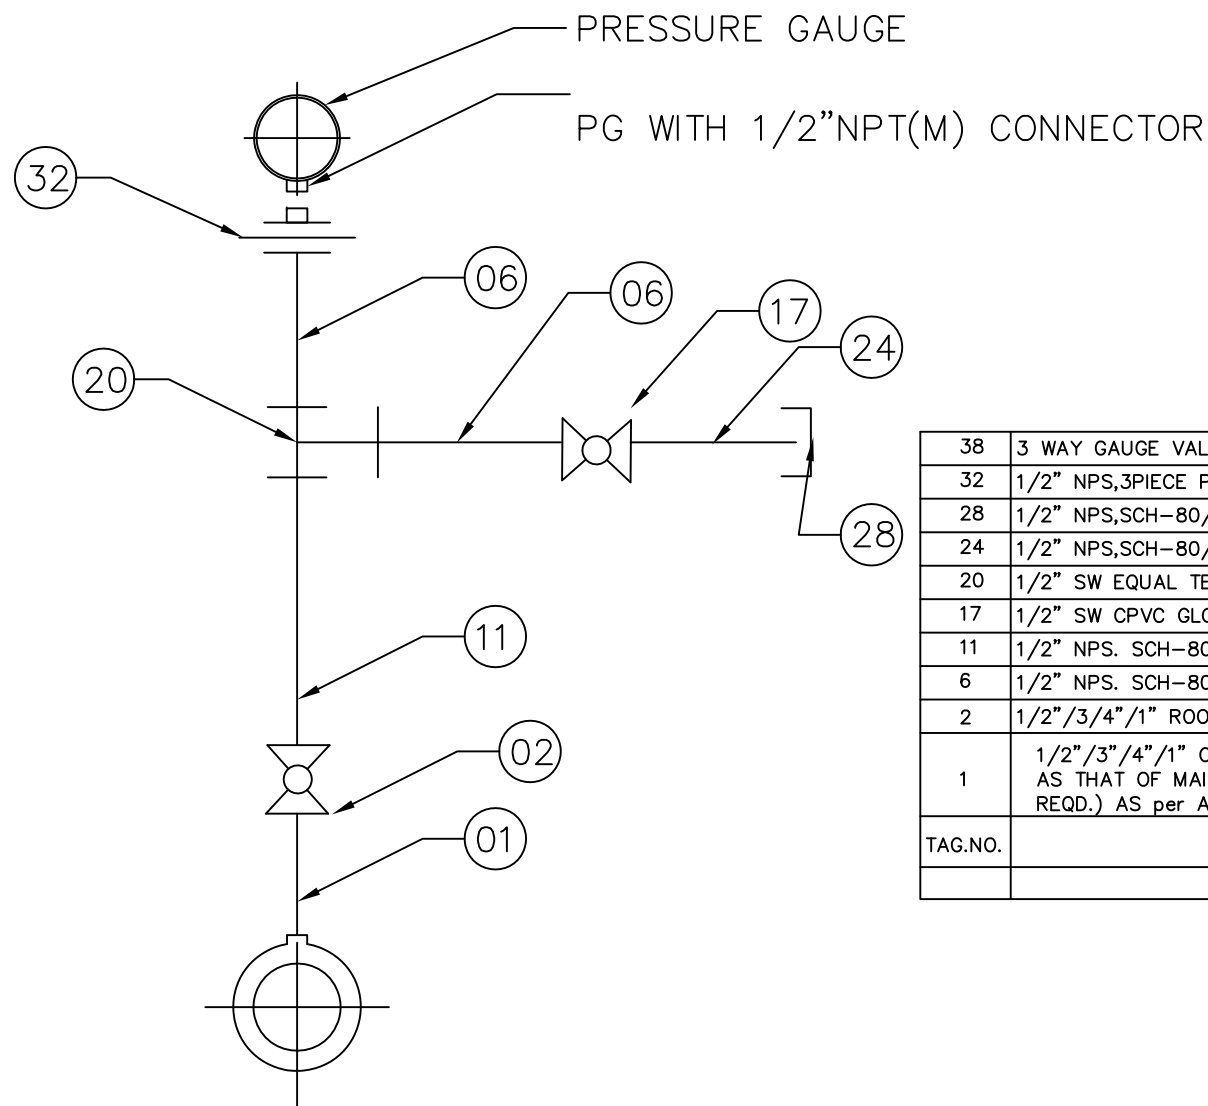 PRESSURE GAUGE
PG WITH 1/2”NPT(M) CONNECTOR
32
06
06
17
24
20
28
11
02
01
38 3 WAY GAUGE VAL
32 1/2” NPS,3PIECE P
28 1/2” NPS,SCH-80/
24 1/2” NPS,SCH-80/
20 1/2” SW EQUAL TE
17 1/2” SW CPVC GLO
11 1/2” NPS. SCH-80
6 1/2” NPS. SCH-80
2 1/2”/3/4”/1” ROO
1 1/2”/3”/4”/1” C
AS THAT OF MAI
REQD.) AS per A
TAG.NO.